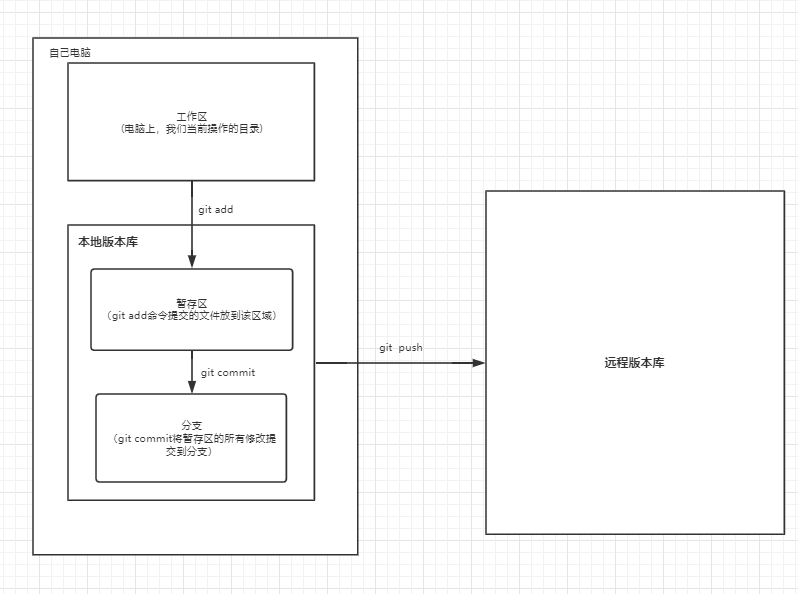 自己电脑
工作区
（电脑上，我们当前操作的目录）
git add
本地版本库
暂存区
（git add命令提交的文件放到该区域）
git commit
分支
（git commit将暂存区的所有修改提
交到分支）
git push
远程版本库